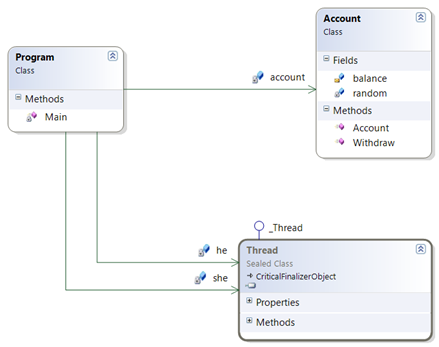 Program
Class
Methods
Main
account
Account
Class
Fields
balance
random
Methods
Account
Withdraw
he
she
_Thread
Thread
Sealed Class
CriticalFinalizerObject
Properties
Methods